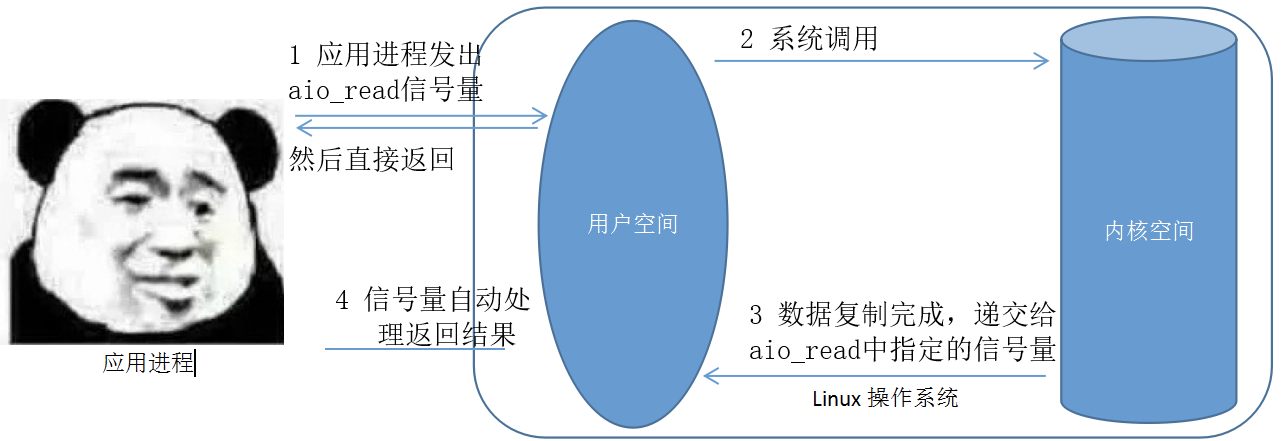 1 应用进程发出
aio_read信号量
然后直接返回
2 系统调用
用户空间
内核空间
3 数据复制完成，递交给
aio_read中指定的信号量
4 信号量自动处
理返回结果
应用进程
Linux 操作系统